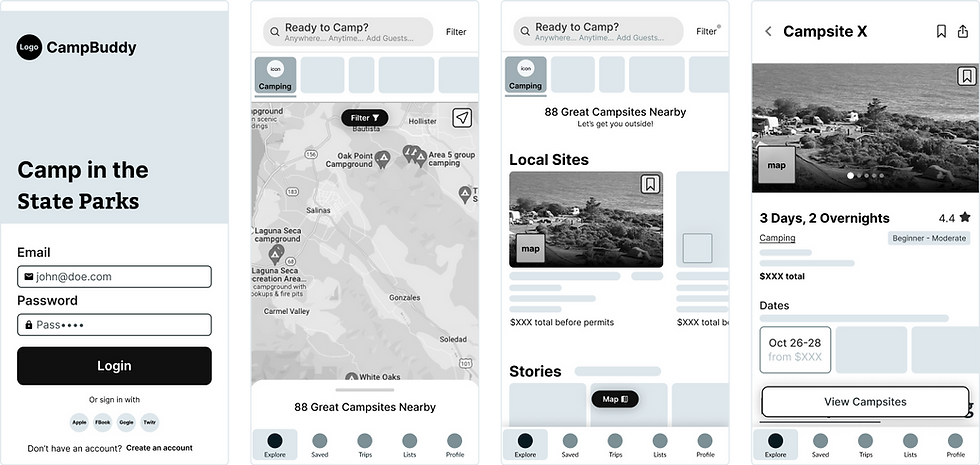 Logo
CampBuddy
Camp in the
State Parks
Email
john@doe.com
Password
Pass••••
Login
Or sign in with
Apple
FBook
Gogle
Twitr
Don't have an account? Create an account
Ready to Camp?
Anywhere... Anytime... Add Guests...
Filter
icon
Camping
Filter
Hollister
Bautista
Oak Point
Campground
Area 5 group
camping
156
183
Salinas
Laguna Seca
campground
68
Laguna Seca
campground with
Gonzales
Carmel Valley
Soledad
101
White Oaks
88 Great Campsites Nearby
Explore
Saved
Trips
Lists
Profile
Ready to Camp?
Anywhere... Anytime... Add Guests...
Filter
icon
Camping
88 Great Campsites Nearby
Let's get you outside!
Local Sites
map
$XXX total before permits
$XXX total
Stories
Map
Explore
Saved
Trips
Lists
Profile
Campsite X
map
3 Days, 2 Overnights
4.4
Camping
Beginner - Moderate
$XXX total
Dates
Oct 26-28
from $XXX
View Campsites
Explore
Saved
Trips
Lists
Profile